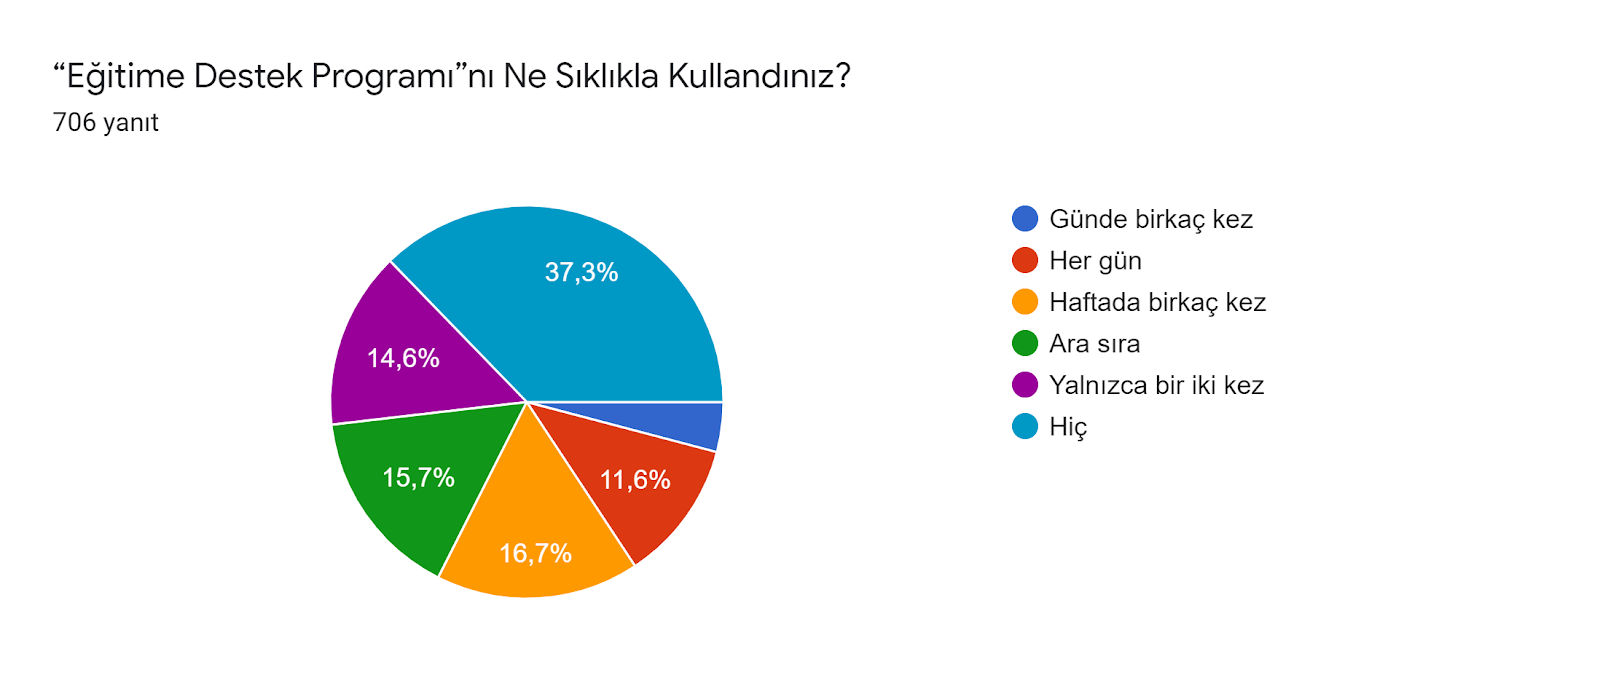 “Eğitime Destek Programı”nı Ne Sıklıkla Kullandınız?
706 yanıt
37,3%
14,6%
15,7%
16,7%
11,6%
Günde birkaç kez
Her gün
Haftada birkaç kez
Ara sıra
Yalnızca bir iki kez
Hiç